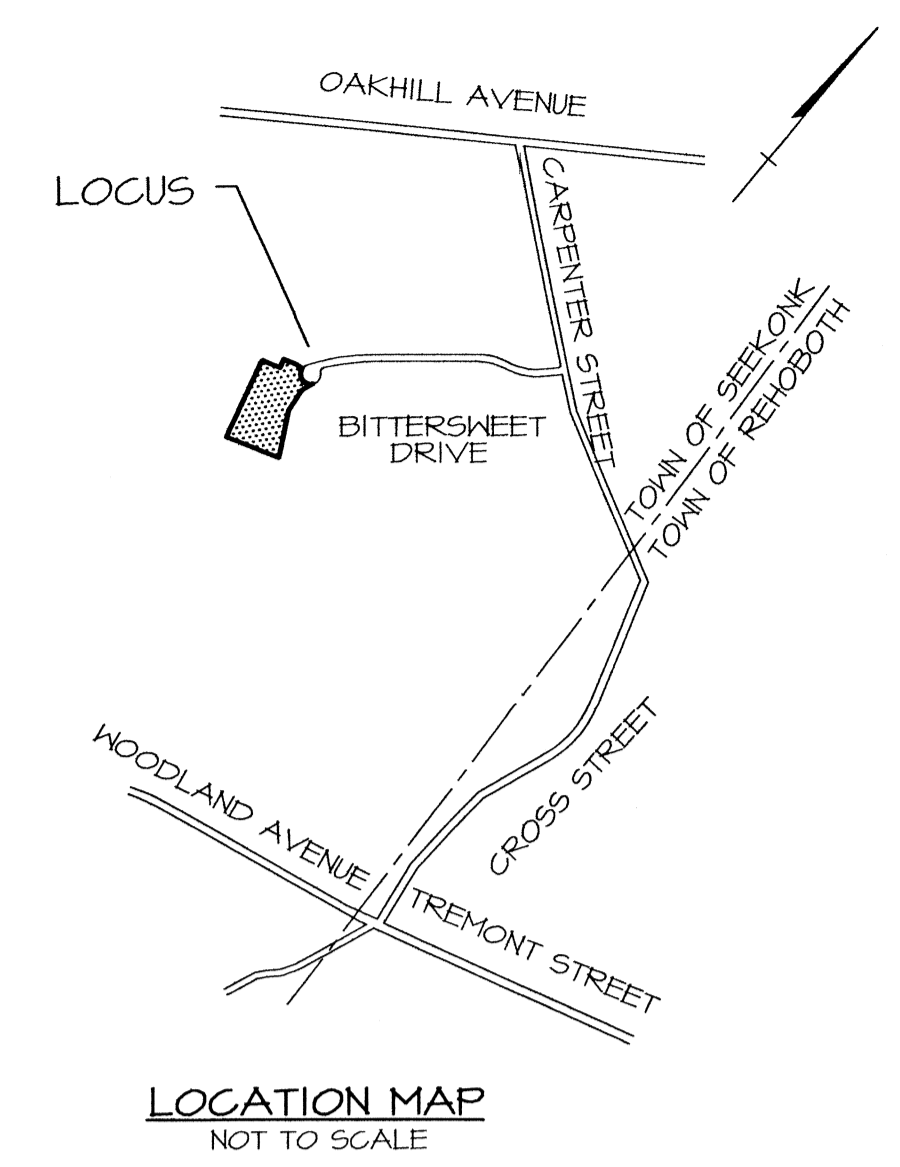 OAKHILL AVENUE
LOCUS
CARPENTER STREET
BITTERSWEET
DRIVE
TOWN OF SEEKONK
TOWN OF REHOBOTH
WOODLAND AVENUE
CROSS STREET
TREMONT STREET
LOCATION MAP
NOT TO SCALE